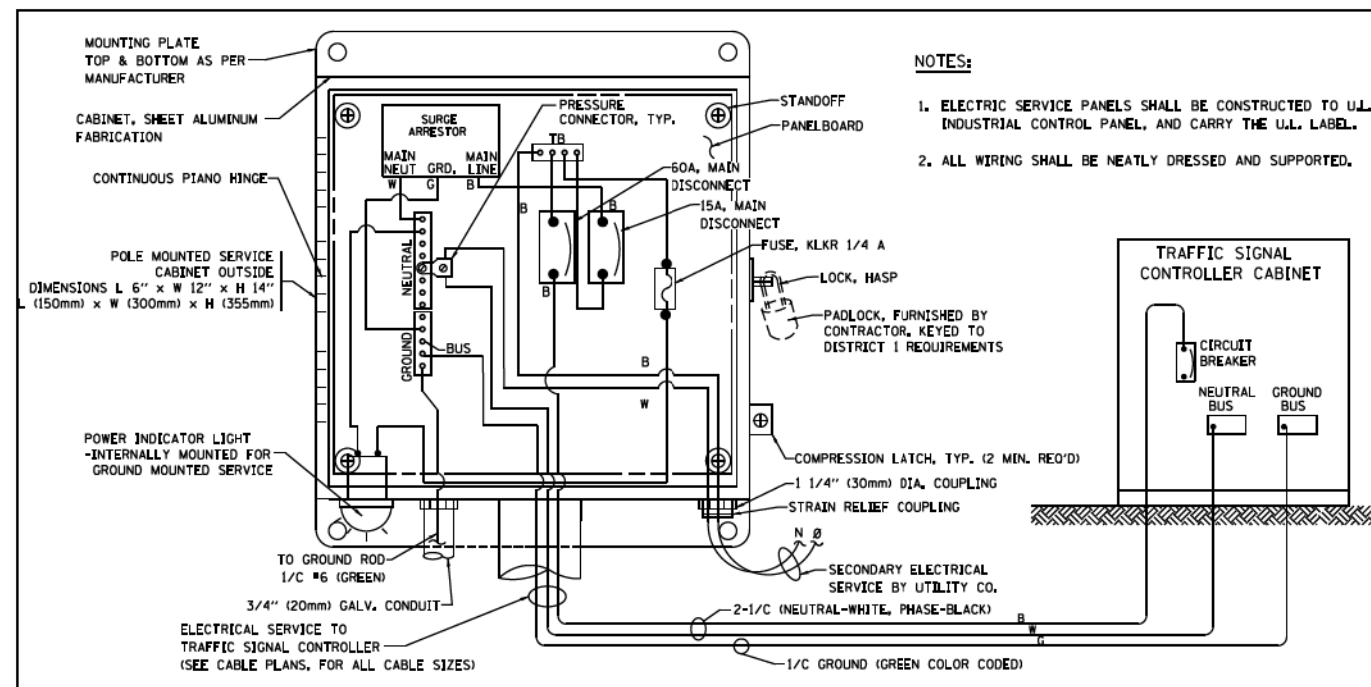 MOUNTING PLATE
TOP & BOTTOM AS PER
MANUFACTURER
CABINET, SHEET ALUMINUM
FABRICATION
CONTINUOUS PIANO HINGE
POLE MOUNTED SERVICE
CABINET OUTSIDE
DIMENSIONS L 6" x W 12" x H 14"
L (150mm) x W (300mm) x H (355mm)
POWER INDICATOR LIGHT
-INTERNALLY MOUNTED FOR
GROUND MOUNTED SERVICE
SURGE
ARRESTOR
MAIN
NEUT
GRD.
MAIN
LINE
W
G
B
PRESSURE
CONNECTOR, TYP.
TB
STANDOFF
PANELBOARD
60A, MAIN
DISCONNECT
15A, MAIN
DISCONNECT
B
B
B
FUSE, KLKR 1/4 A
NEUTRAL
GROUND
BUS
B
W
LOCK, HASP
PADLOCK, FURNISHED BY
CONTRACTOR. KEYED TO
DISTRICT 1 REQUIREMENTS
COMPRESSION LATCH, TYP. (2 MIN. REQ'D)
1 1/4" (30mm) DIA. COUPLING
STRAIN RELIEF COUPLING
N Ø
SECONDARY ELECTRICAL
SERVICE BY UTILITY CO.
TO GROUND ROD
1/C #6 (GREEN)
3/4" (20mm) GALV. CONDUIT
ELECTRICAL SERVICE TO
TRAFFIC SIGNAL CONTROLLER
(SEE CABLE PLANS, FOR ALL CABLE SIZES)
2-1/C (NEUTRAL-WHITE, PHASE-BLACK)
B
W
G
1/C GROUND (GREEN COLOR CODED)
NOTES:
1. ELECTRIC SERVICE PANELS SHALL BE CONSTRUCTED TO U.L.
INDUSTRIAL CONTROL PANEL, AND CARRY THE U.L. LABEL.
2. ALL WIRING SHALL BE NEATLY DRESSED AND SUPPORTED.
TRAFFIC SIGNAL
CONTROLLER CABINET
CIRCUIT
BREAKER
NEUTRAL
BUS
GROUND
BUS